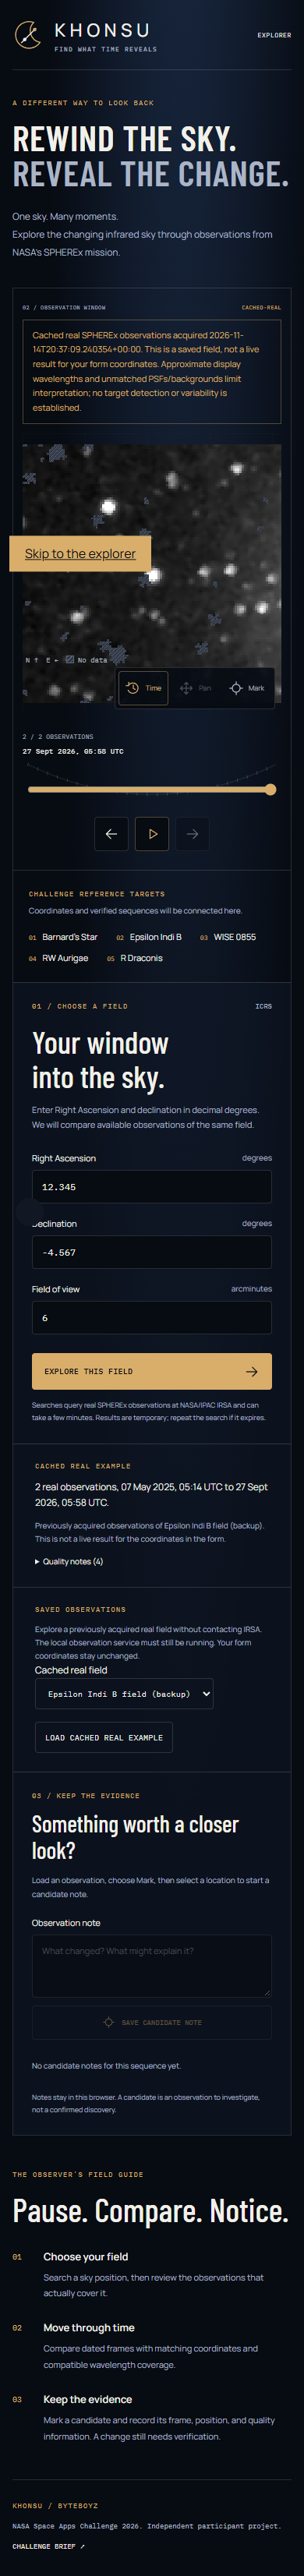 KHONSU
FIND WHAT TIME REVEALS
EXPLORER
A DIFFERENT WAY TO LOOK BACK
REWIND THE SKY.
REVEAL THE CHANGE.
One sky. Many moments.
Explore the changing infrared sky through observations from
NASA's SPHEREx mission.
02 / OBSERVATION WINDOW
CACHED-REAL
Cached real SPHEREx observations acquired 2026-11-
14T20:37:09.240354+00:00. This is a saved field, not a live
result for your form coordinates. Approximate display
wavelengths and unmatched PSFs/backgrounds limit
interpretation; no target detection or variability is
established.
Skip to the explorer
N ↑ E ← No data
Time
Pan
Mark
2 / 2 OBSERVATIONS
27 Sept 2026, 05:58 UTC
CHALLENGE REFERENCE TARGETS
Coordinates and verified sequences will be connected here.
01 Barnard's Star 02 Epsilon Indi B 03 WISE 0855
04 RW Aurigae 05 R Draconis
01 / CHOOSE A FIELD
ICRS
Your window
into the sky.
Enter Right Ascension and declination in decimal degrees.
We will compare available observations of the same field.
Right Ascension
degrees
12.345
Declination
degrees
-4.567
Field of view
arcminutes
6
EXPLORE THIS FIELD →
Searches query real SPHEREx observations at NASA/IPAC IRSA and can
take a few minutes. Results are temporary; repeat the search if it expires.
CACHED REAL EXAMPLE
2 real observations, 07 May 2025, 05:14 UTC to 27 Sept
2026, 05:58 UTC.
Previously acquired observations of Epsilon Indi B field (backup).
This is not a live result for the coordinates in the form.
Quality notes (4)
SAVED OBSERVATIONS
Explore a previously acquired real field without contacting IRSA.
The local observation service must still be running. Your form
coordinates stay unchanged.
Cached real field
Epsilon Indi B field (backup)
LOAD CACHED REAL EXAMPLE
03 / KEEP THE EVIDENCE
Something worth a closer
look?
Load an observation, choose Mark, then select a location to start a
candidate note.
Observation note
What changed? What might explain it?
SAVE CANDIDATE NOTE
No candidate notes for this sequence yet.
Notes stay in this browser. A candidate is an observation to investigate,
not a confirmed discovery.
THE OBSERVER'S FIELD GUIDE
Pause. Compare. Notice.
01 Choose your field
Search a sky position, then review the observations that
actually cover it.
02 Move through time
Compare dated frames with matching coordinates and
compatible wavelength coverage.
03 Keep the evidence
Mark a candidate and record its frame, position, and quality
information. A change still needs verification.
KHONSU / BYTEBOYZ
NASA Space Apps Challenge 2026. Independent participant project.
CHALLENGE BRIEF ↗